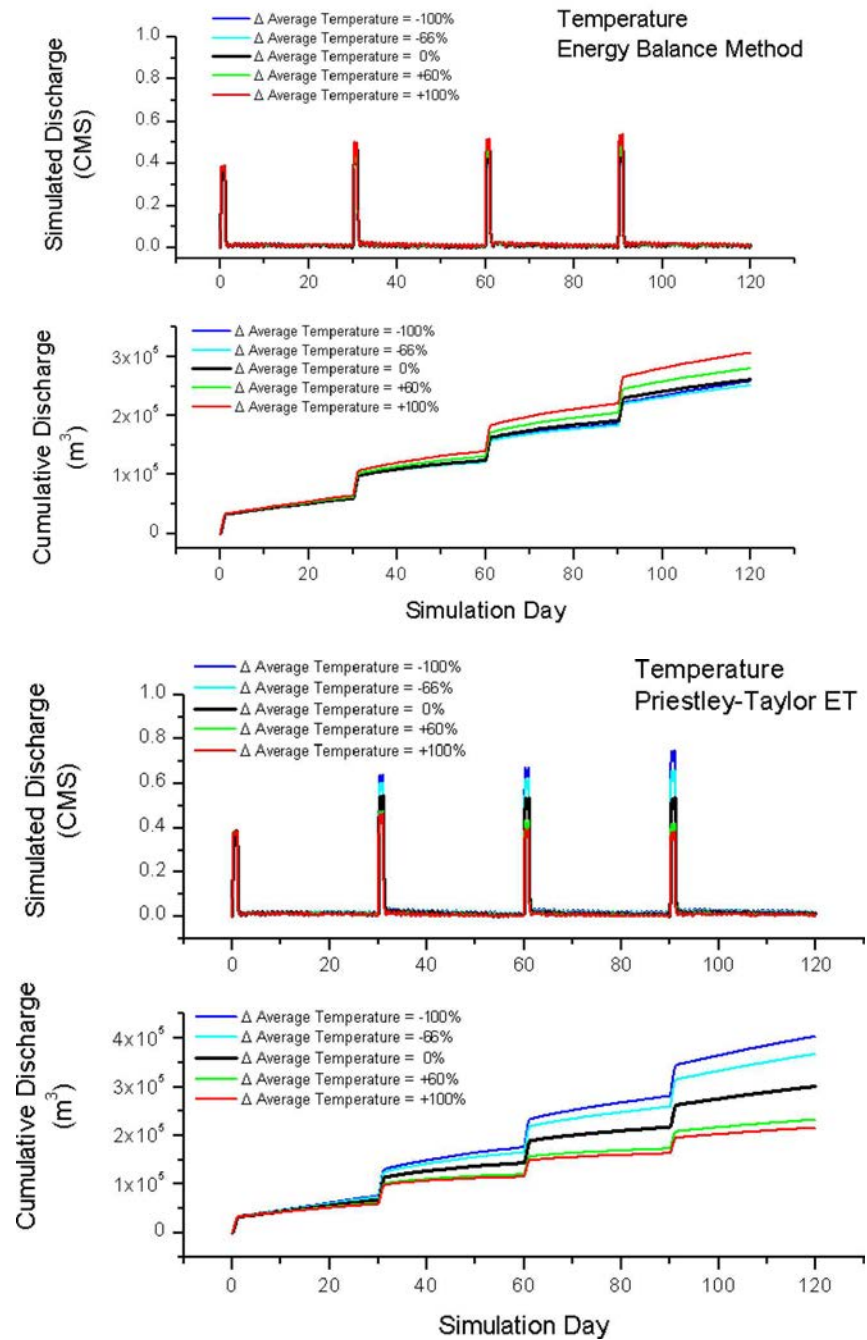 Δ Average Temperature = -100%
Δ Average Temperature = -66%
Δ Average Temperature = 0%
Δ Average Temperature = +60%
Δ Average Temperature = +100%
Temperature
Energy Balance Method
Simulated Discharge
(CMS)
1.0
0.8
0.6
0.4
0.2
0.0
0 20 40 60 80 100 120
Δ Average Temperature = -100%
Δ Average Temperature = -66%
Δ Average Temperature = 0%
Δ Average Temperature = +60%
Δ Average Temperature = +100%
Cumulative Discharge
(m³)
3x10⁵
2x10⁵
1x10⁵
0
0 20 40 60 80 100 120
Simulation Day
Δ Average Temperature = -100%
Δ Average Temperature = -66%
Δ Average Temperature = 0%
Δ Average Temperature = +60%
Δ Average Temperature = +100%
Temperature
Priestley-Taylor ET
Simulated Discharge
(CMS)
1.0
0.8
0.6
0.4
0.2
0.0
0 20 40 60 80 100 120
Δ Average Temperature = -100%
Δ Average Temperature = -66%
Δ Average Temperature = 0%
Δ Average Temperature = +60%
Δ Average Temperature = +100%
Cumulative Discharge
(m³)
4x10⁵
3x10⁵
2x10⁵
1x10⁵
0
0 20 40 60 80 100 120
Simulation Day